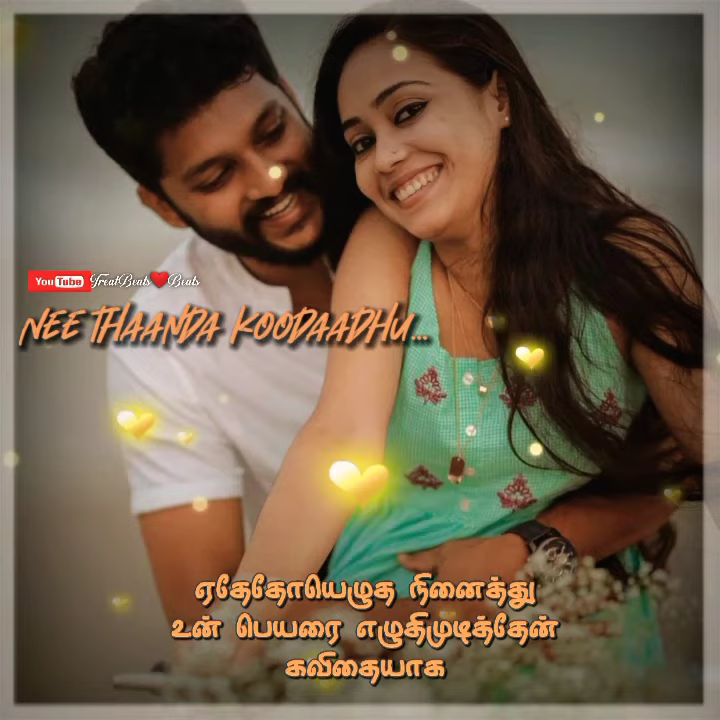 YouTube TreatBeats❤Beats
NEE THAANDA KOODAADHU...
ஏதேதோயெழுத நினைத்து
உன் பெயரை எழுதிமுடித்தேன்
கவிதையாக